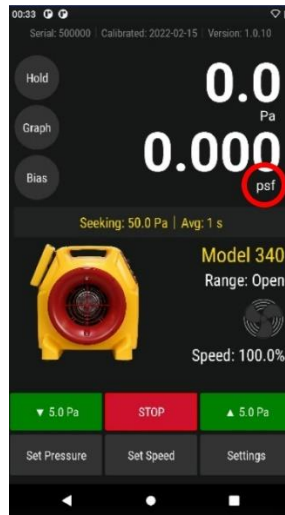 00:33
Serial: 500000 | Calibrated: 2022-02-15 | Version: 1.0.10
Hold
0.0
Pa
Graph
0.000
psf
Bias
Seeking: 50.0 Pa | Avg: 1 s
Model 340
Range: Open
Speed: 100.0%
▼ 5.0 Pa
STOP
▲ 5.0 Pa
Set Pressure
Set Speed
Settings